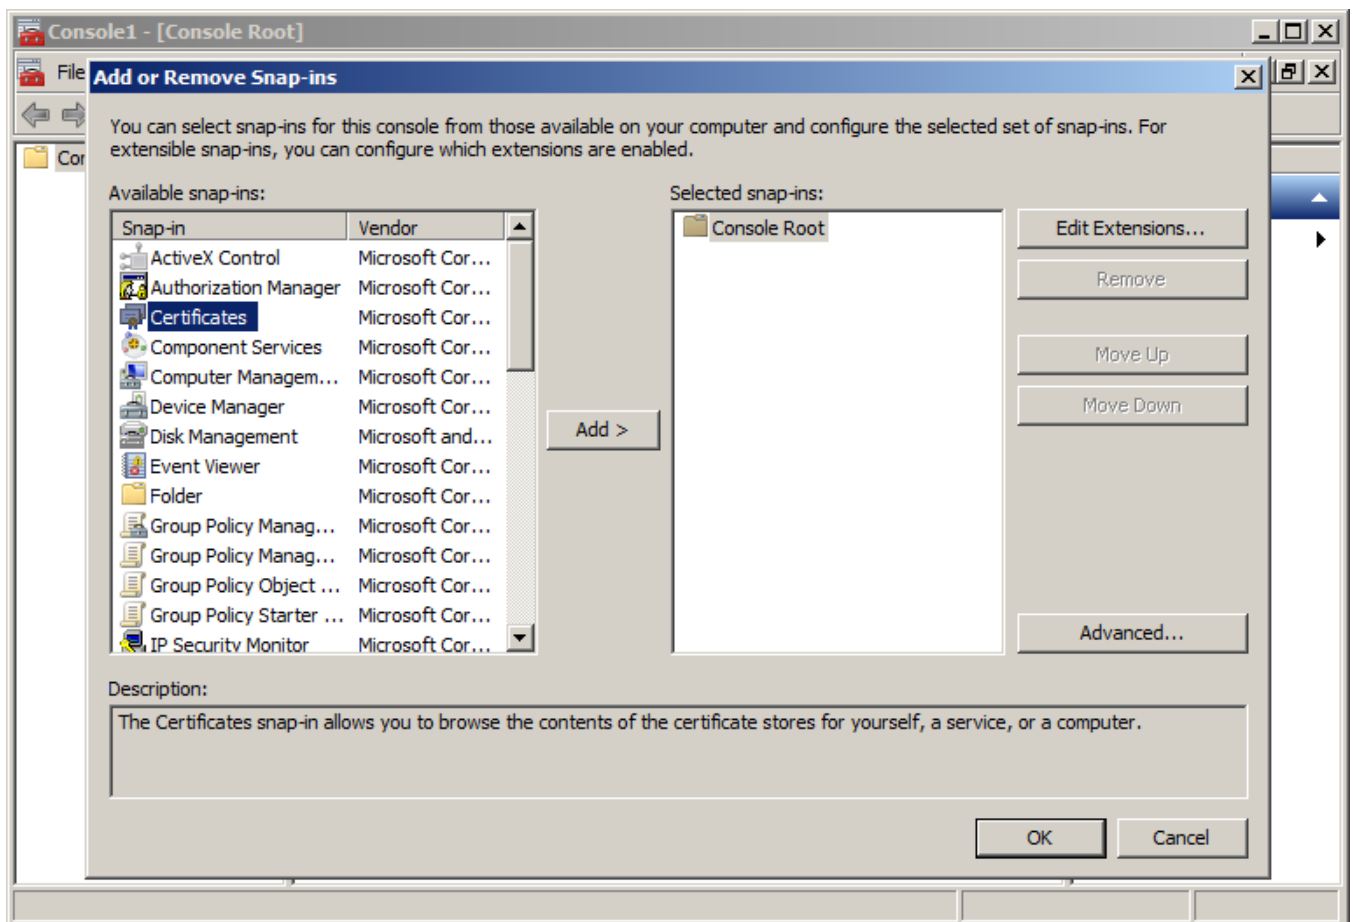 Console1 - [Console Root]
File
Add or Remove Snap-ins
You can select snap-ins for this console from those available on your computer and configure the selected set of snap-ins. For
extensible snap-ins, you can configure which extensions are enabled.
Con
Available snap-ins:
Selected snap-ins:
Snap-in Vendor
Console Root
Edit Extensions...
ActiveX Control Microsoft Cor...
Authorization Manager Microsoft Cor...
Remove
Certificates Microsoft Cor...
Component Services Microsoft Cor...
Move Up
Computer Managem... Microsoft Cor...
Device Manager Microsoft Cor...
Move Down
Add >
Disk Management Microsoft and...
Event Viewer Microsoft Cor...
Folder Microsoft Cor...
Group Policy Manag... Microsoft Cor...
Group Policy Manag... Microsoft Cor...
Group Policy Object ... Microsoft Cor...
Group Policy Starter ... Microsoft Cor...
Advanced...
IP Security Monitor Microsoft Cor...
Description:
The Certificates snap-in allows you to browse the contents of the certificate stores for yourself, a service, or a computer.
OK
Cancel